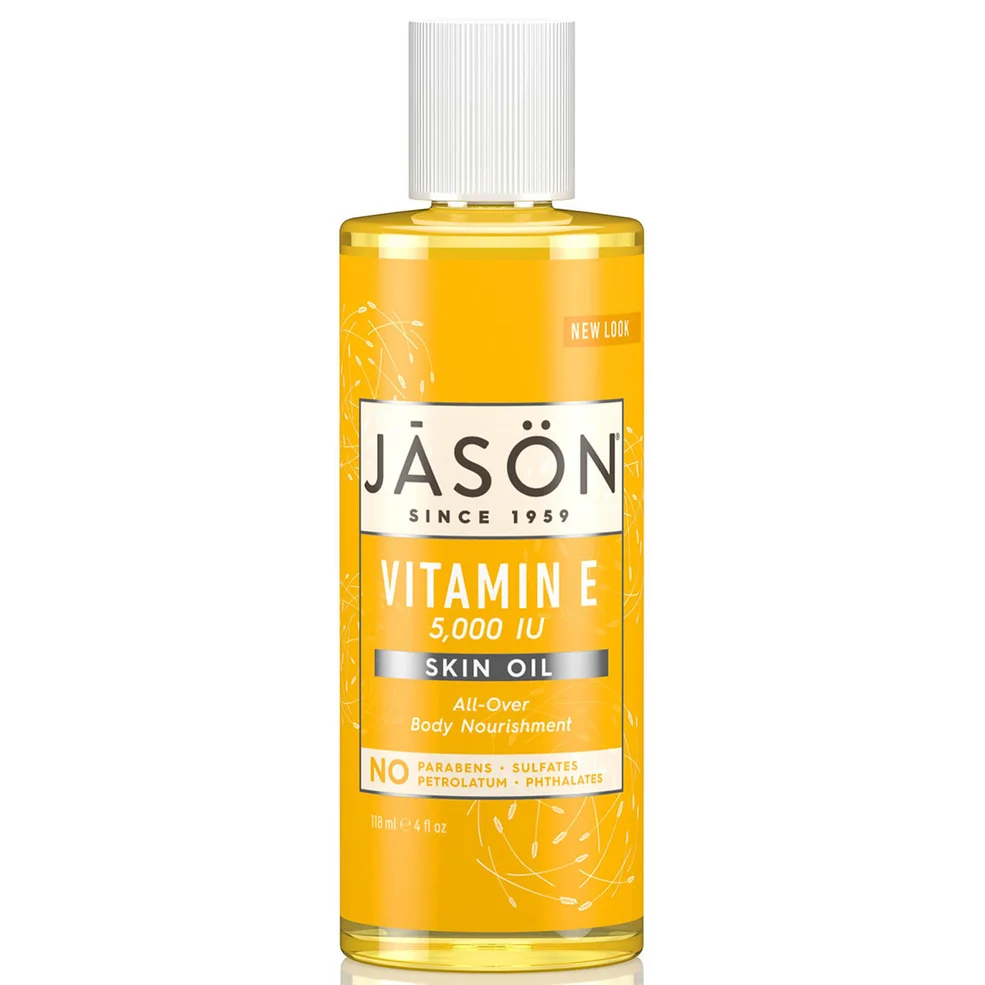 NEW LOOK
JĀSÖN®
SINCE 1959
VITAMIN E
5,000 IU
SKIN OIL
All-Over
Body Nourishment
NO PARABENS · SULFATES
PETROLATUM · PHTHALATES
118 ml ℮ 4 fl oz